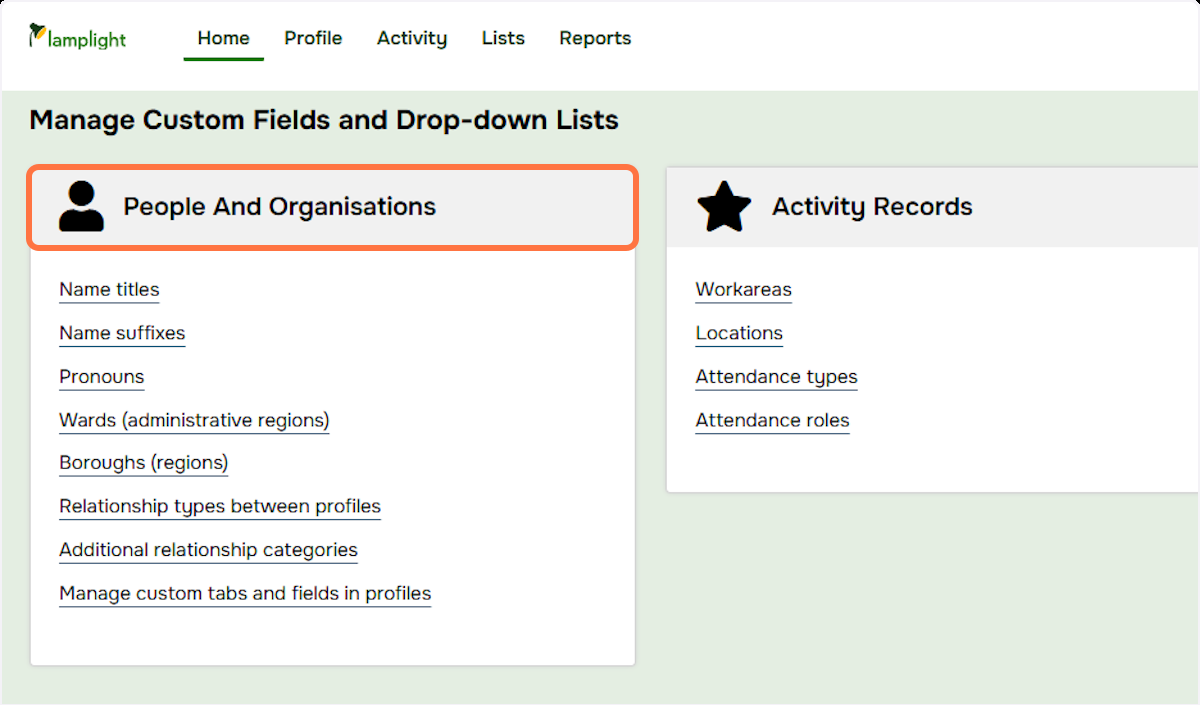 lamplight
Home Profile Activity Lists Reports
Manage Custom Fields and Drop-down Lists
People And Organisations
Name titles
Name suffixes
Pronouns
Wards (administrative regions)
Boroughs (regions)
Relationship types between profiles
Additional relationship categories
Manage custom tabs and fields in profiles
Activity Records
Workareas
Locations
Attendance types
Attendance roles